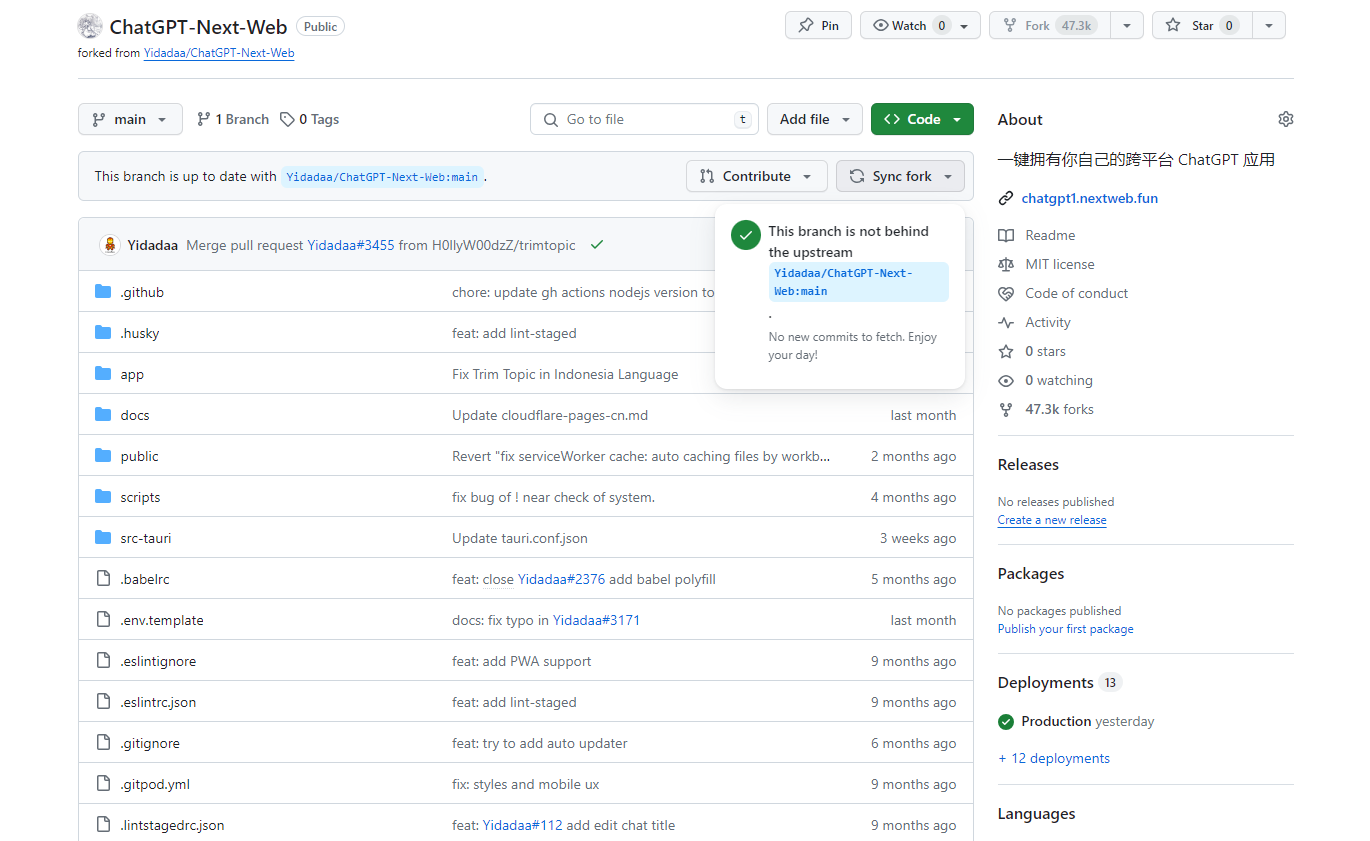 ChatGPT-Next-Web Public
Pin Watch 0 Fork 47.3k Star 0
forked from Yidadaa/ChatGPT-Next-Web
main 1 Branch 0 Tags
Go to file t Add file Code
This branch is up to date with Yidadaa/ChatGPT-Next-Web:main .
Contribute Sync fork
This branch is not behind
the upstream
Yidadaa/ChatGPT-Next-
Web:main
.
No new commits to fetch. Enjoy
your day!
Yidadaa Merge pull request Yidadaa#3455 from H0llyW00dzZ/trimtopic
.github chore: update gh actions nodejs version to
.husky feat: add lint-staged
app Fix Trim Topic in Indonesia Language
docs Update cloudflare-pages-cn.md last month
public Revert "fix serviceWorker cache: auto caching files by workb... 2 months ago
scripts fix bug of ! near check of system. 4 months ago
src-tauri Update tauri.conf.json 3 weeks ago
.babelrc feat: close Yidadaa#2376 add babel polyfill 5 months ago
.env.template docs: fix typo in Yidadaa#3171 last month
.eslintignore feat: add PWA support 9 months ago
.eslintrc.json feat: add lint-staged 9 months ago
.gitignore feat: try to add auto updater 6 months ago
.gitpod.yml fix: styles and mobile ux 9 months ago
.lintstagedrc.json feat: Yidadaa#112 add edit chat title 9 months ago
About
一键拥有你自己的跨平台 ChatGPT 应用
chatgpt1.nextweb.fun
Readme
MIT license
Code of conduct
Activity
0 stars
0 watching
47.3k forks
Releases
No releases published
Create a new release
Packages
No packages published
Publish your first package
Deployments 13
Production yesterday
+ 12 deployments
Languages